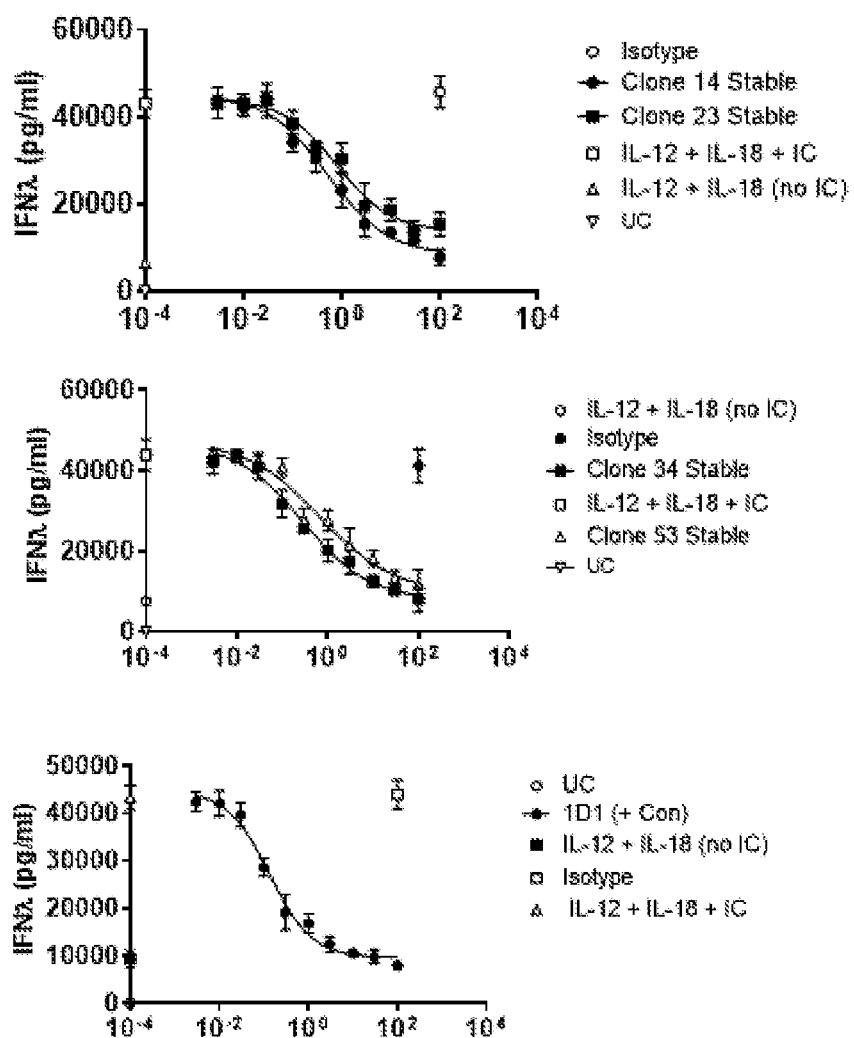 60000
40000
20000
0
IFNλ (pg/ml)
10-4
10-2
100
102
104
Isotype
Clone 14 Stable
Clone 23 Stable
IL-12 + IL-18 + IC
IL-12 + IL-18 (no IC)
UC
60000
40000
20000
0
IFNλ (pg/ml)
10-4
10-2
100
102
104
IL-12 + IL-18 (no IC)
Isotype
Clone 34 Stable
IL-12 + IL-18 + IC
Clone 53 Stable
UC
50000
40000
30000
20000
10000
0
IFNλ (pg/ml)
10-4
10-2
100
102
104
UC
1D1 (+ Con)
IL-12 + IL-18 (no IC)
Isotype
IL-12 + IL-18 + IC